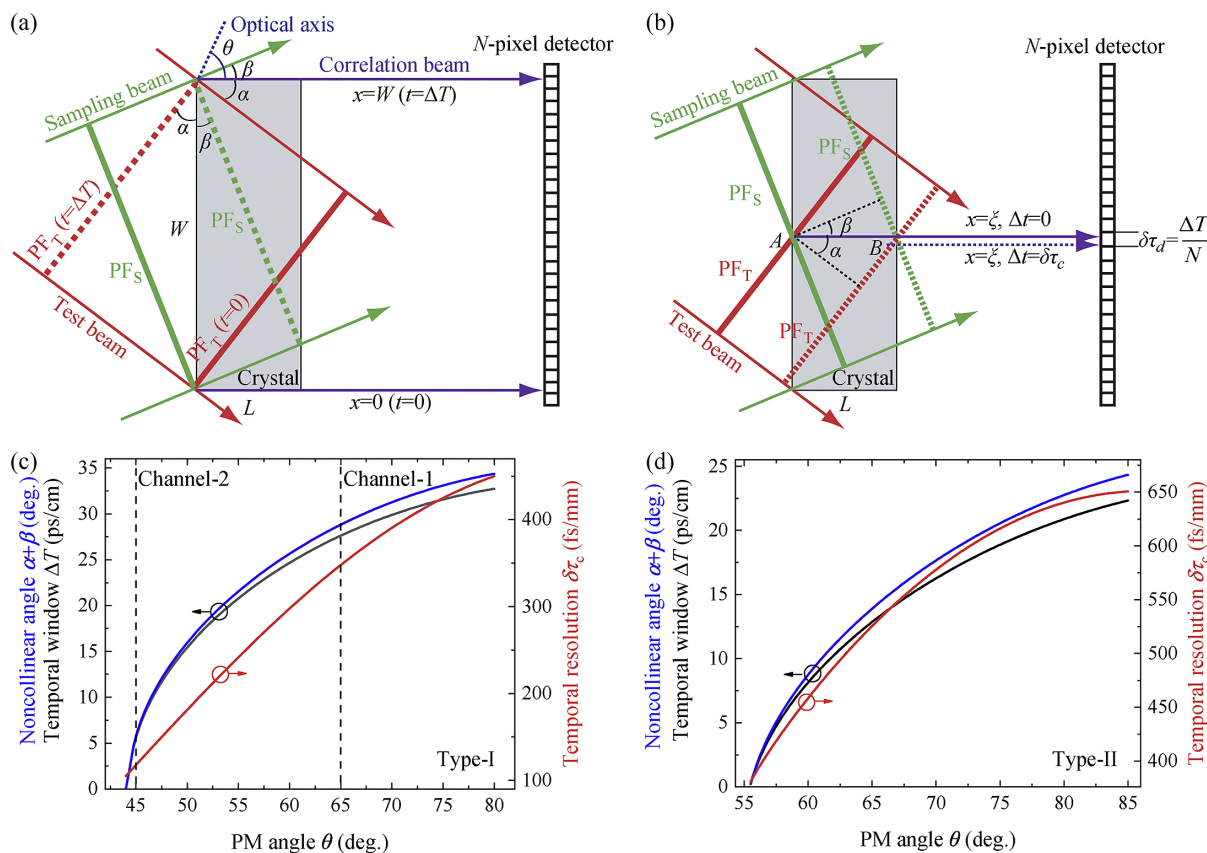 (a)
Optical axis
N-pixel detector
θ
β
α
Correlation beam
x=W (t=ΔT)
Sampling beam
α
β
PF_T (t=ΔT)
W
PF_S
PF_S
PF_T (t=0)
Test beam
Crystal
L
x=0 (t=0)
(b)
N-pixel detector
Sampling beam
PF_S
PF_S
β
α
A
B
x=ξ, Δt=0
x=ξ, Δt=δτ_c
δτ_d=ΔT/N
PF_T
PF_T
Test beam
Crystal
L
(c)
Channel-2
Channel-1
Noncollinear angle α+β (deg.)
Temporal window ΔT (ps/cm)
35
30
25
20
15
10
5
0
400
300
200
100
Temporal resolution δτ_c (fs/mm)
Type-I
45 50 55 60 65 70 75 80
PM angle θ (deg.)
(d)
Noncollinear angle α+β (deg.)
Temporal window ΔT (ps/cm)
25
20
15
10
5
0
650
600
550
500
450
400
Temporal resolution δτ_c (fs/mm)
Type-II
55 60 65 70 75 80 85
PM angle θ (deg.)